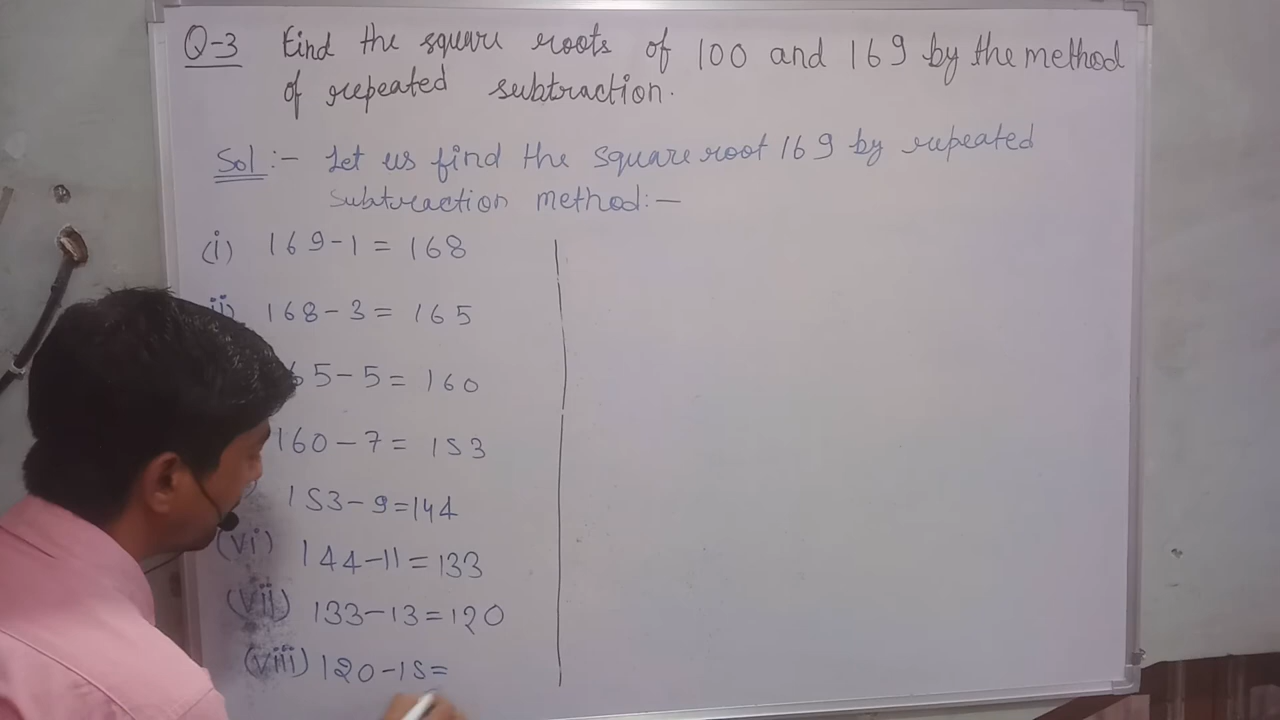 Q-3 Find the square roots of 100 and 169 by the method
of repeated subtraction.
Sol :- Let us find the square root 169 by repeated
subtraction method:-
(i) 169-1 = 168
168-3 = 165
65-5 = 160
160-7 = 153
153-9=144
(vi) 144-11=133
(vii) 133-13=120
(viii) 120-15=